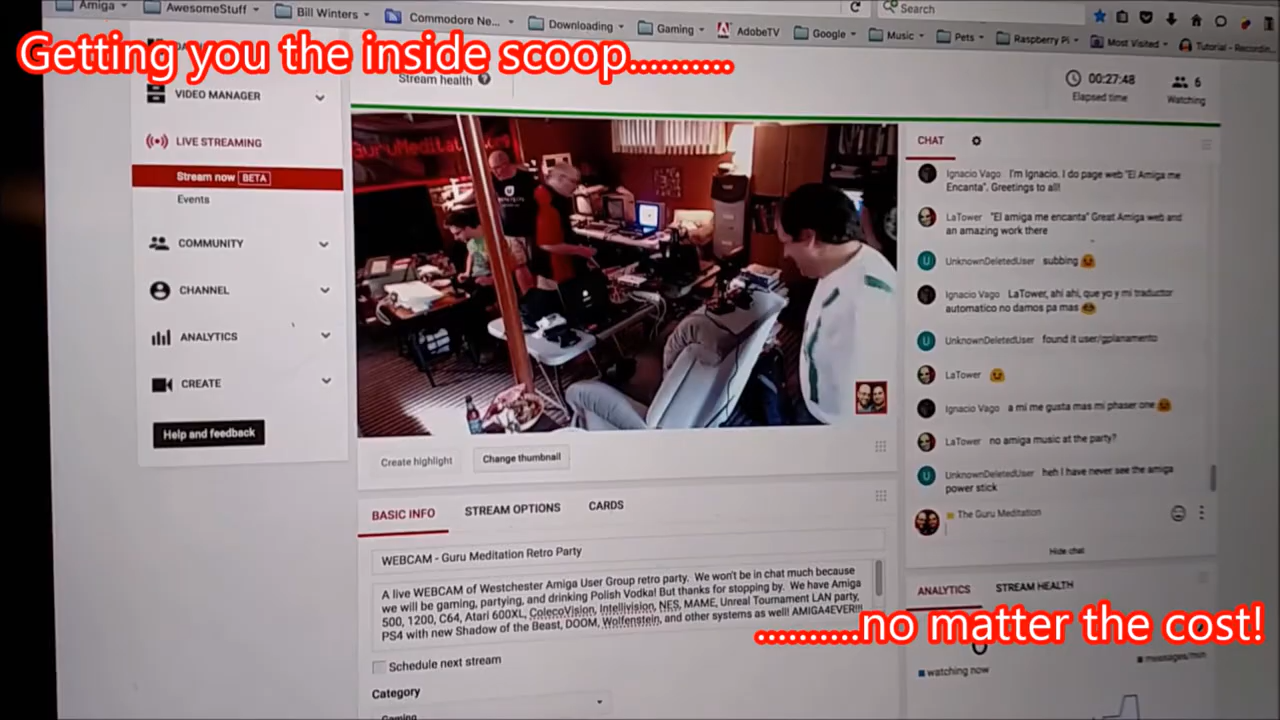 Amiga
AwesomeStuff
Bill Winters
Commodore Ne...
Downloading
Gaming
AdobeTV
Google
Music
Pets
Raspberry Pi
Most Visited
Tutorial - Recordin...
Search
Getting you the inside scoop..........
Stream health
00:27:48
Elapsed time
6
Watching
VIDEO MANAGER
LIVE STREAMING
Stream now BETA
Events
COMMUNITY
CHANNEL
ANALYTICS
CREATE
Help and feedback
GuruMeditation
Create highlight
Change thumbnail
BASIC INFO
STREAM OPTIONS
CARDS
WEBCAM - Guru Meditation Retro Party
A live WEBCAM of Westchester Amiga User Group retro party. We won't be in chat much because
we will be gaming, partying, and drinking Polish Vodka! But thanks for stopping by. We have Amiga
500, 1200, C64, Atari 600XL, ColecoVision, Intellivision, NES, MAME, Unreal Tournament LAN party,
PS4 with new Shadow of the Beast, DOOM, Wolfenstein, and other systems as well! AMIGA4EVER!!!
Schedule next stream
Category
Gaming
CHAT
Ignacio Vago I'm Ignacio. I do page web "El Amiga me
Encanta". Greetings to all!
LaTower "El amiga me encanta" Great Amiga web and
an amazing work there
U UnknownDeletedUser subbing
Ignacio Vago LaTower, ahi ahi, que yo y mi traductor
automatico no damos pa mas
U UnknownDeletedUser found it user/gplanamento
LaTower
Ignacio Vago a mi me gusta mas mi phaser one
LaTower no amiga music at the party?
U UnknownDeletedUser heh I have never see the amiga
power stick
The Guru Meditation
Hide chat
ANALYTICS
STREAM HEALTH
..........no matter the cost!
watching now
messages/min